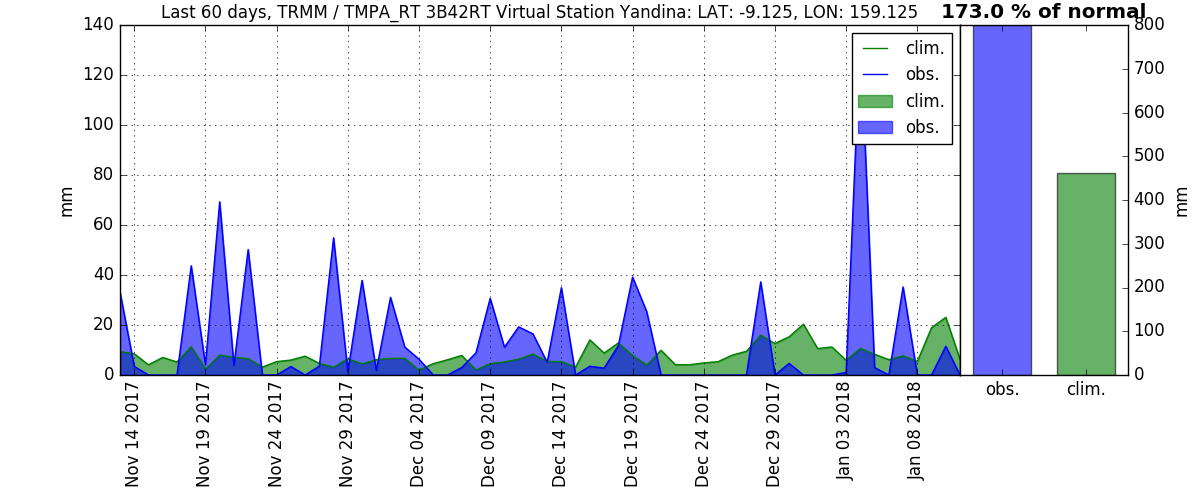 Last 60 days, TRMM / TMPA_RT 3B42RT Virtual Station Yandina: LAT: -9.125, LON: 159.125
173.0 % of normal
140
120
100
80
60
40
20
0
mm
clim.
obs.
clim.
obs.
800
700
600
500
400
300
200
100
0
mm
Nov 14 2017
Nov 19 2017
Nov 24 2017
Nov 29 2017
Dec 04 2017
Dec 09 2017
Dec 14 2017
Dec 19 2017
Dec 24 2017
Dec 29 2017
Jan 03 2018
Jan 08 2018
obs.
clim.